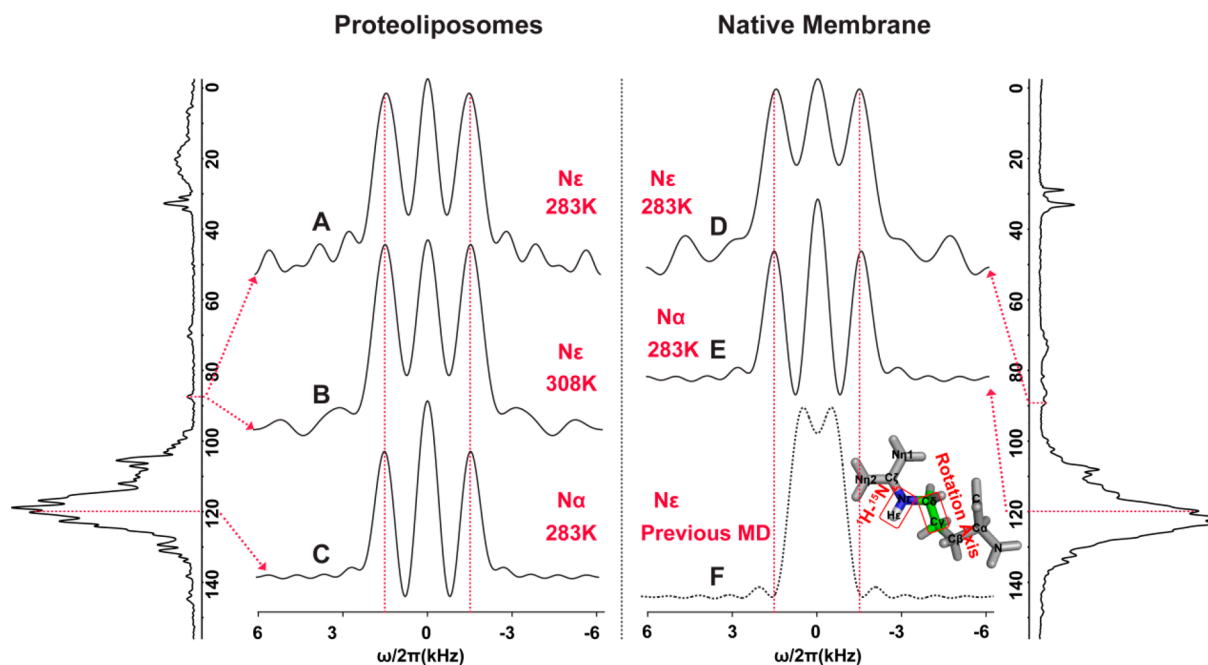 Proteoliposomes
Native Membrane
0
20
40
60
80
100
120
140
A
Nε
283K
B
Nε
308K
C
Nα
283K
6 3 0 -3 -6
ω/2π(kHz)
Nε
283K
D
Nα
283K
E
Nε
Previous MD
F
Nη1
Nη2
Cζ
Nε
Hε
Cδ
Cγ
Cβ
Cα
C
N
¹H-¹⁵N
Rotation Axis
6 3 0 -3 -6
ω/2π(kHz)
0
20
40
60
80
100
120
140